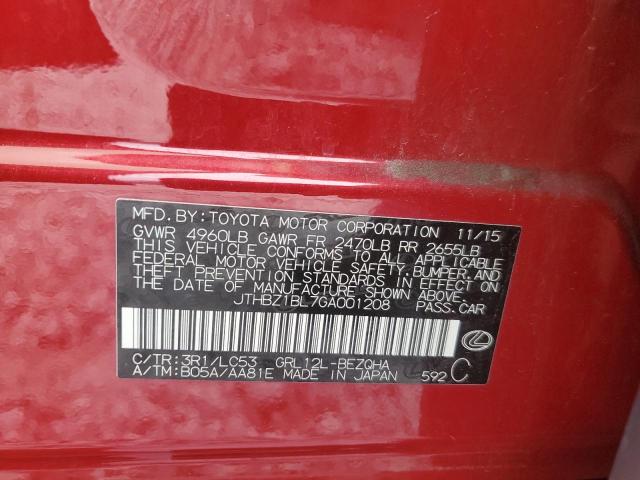 MFD. BY: TOYOTA MOTOR CORPORATION 11/15
GVWR 4960LB GAWR FR 2470LB RR 2655LB
THIS VEHICLE CONFORMS TO ALL APPLICABLE
FEDERAL MOTOR VEHICLE SAFETY, BUMPER, AND
THEFT PREVENTION STANDARDS IN EFFECT ON
THE DATE OF MANUFACTURE SHOWN ABOVE.
JTHBZ1BL7GA001208 PASS. CAR
C/TR: 3R1/LC53 GRL12L-BEZQHA
A/TM: B05A/AA81E MADE IN JAPAN 592 C